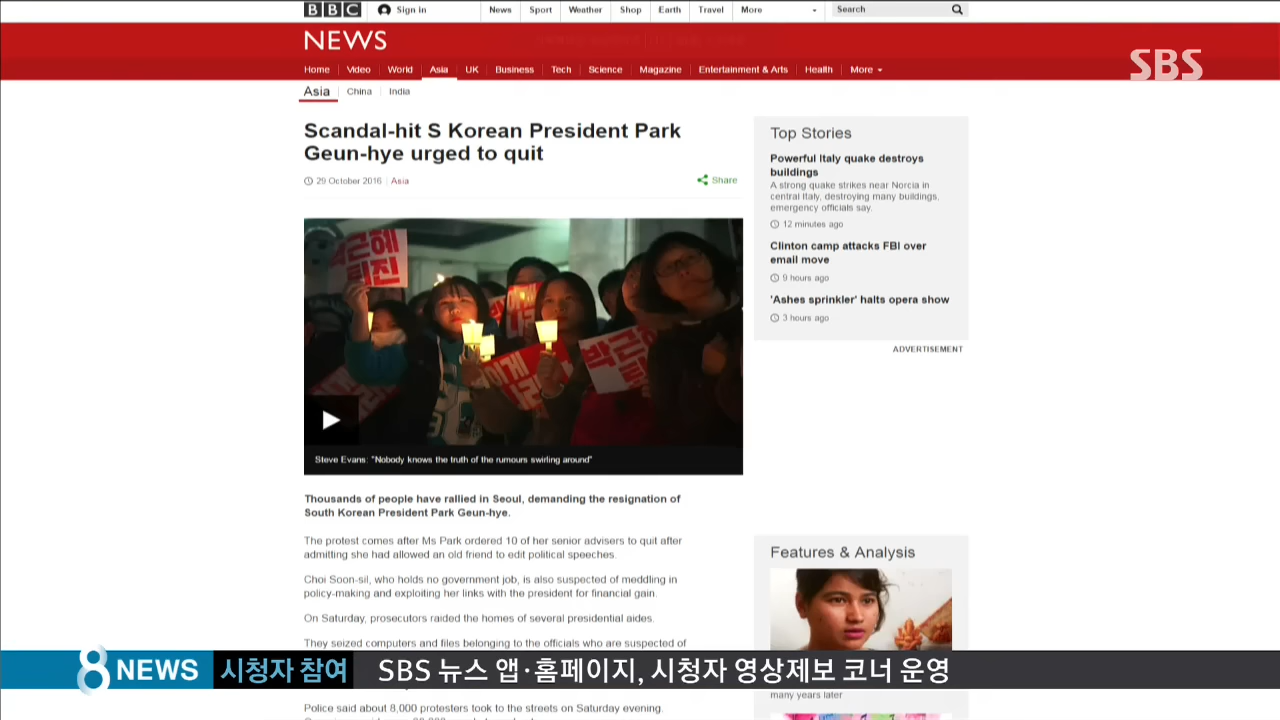 BBC Sign in News Sport Weather Shop Earth Travel More Search
NEWS
SBS
Home Video World Asia UK Business Tech Science Magazine Entertainment & Arts Health More
Asia China India
Scandal-hit S Korean President Park
Geun-hye urged to quit
29 October 2016 Asia
Share
박근혜
퇴진
박근혜
Steve Evans: "Nobody knows the truth of the rumours swirling around"
Thousands of people have rallied in Seoul, demanding the resignation of
South Korean President Park Geun-hye.
The protest comes after Ms Park ordered 10 of her senior advisers to quit after
admitting she had allowed an old friend to edit political speeches.
Choi Soon-sil, who holds no government job, is also suspected of meddling in
policy-making and exploiting her links with the president for financial gain.
On Saturday, prosecutors raided the homes of several presidential aides.
They seized computers and files belonging to the officials who are suspected of
Police said about 8,000 protesters took to the streets on Saturday evening.
Top Stories
Powerful Italy quake destroys
buildings
A strong quake strikes near Norcia in
central Italy, destroying many buildings,
emergency officials say.
12 minutes ago
Clinton camp attacks FBI over
email move
9 hours ago
'Ashes sprinkler' halts opera show
3 hours ago
ADVERTISEMENT
Features & Analysis
many years later
8 NEWS 시청자 참여 SBS 뉴스 앱·홈페이지, 시청자 영상제보 코너 운영